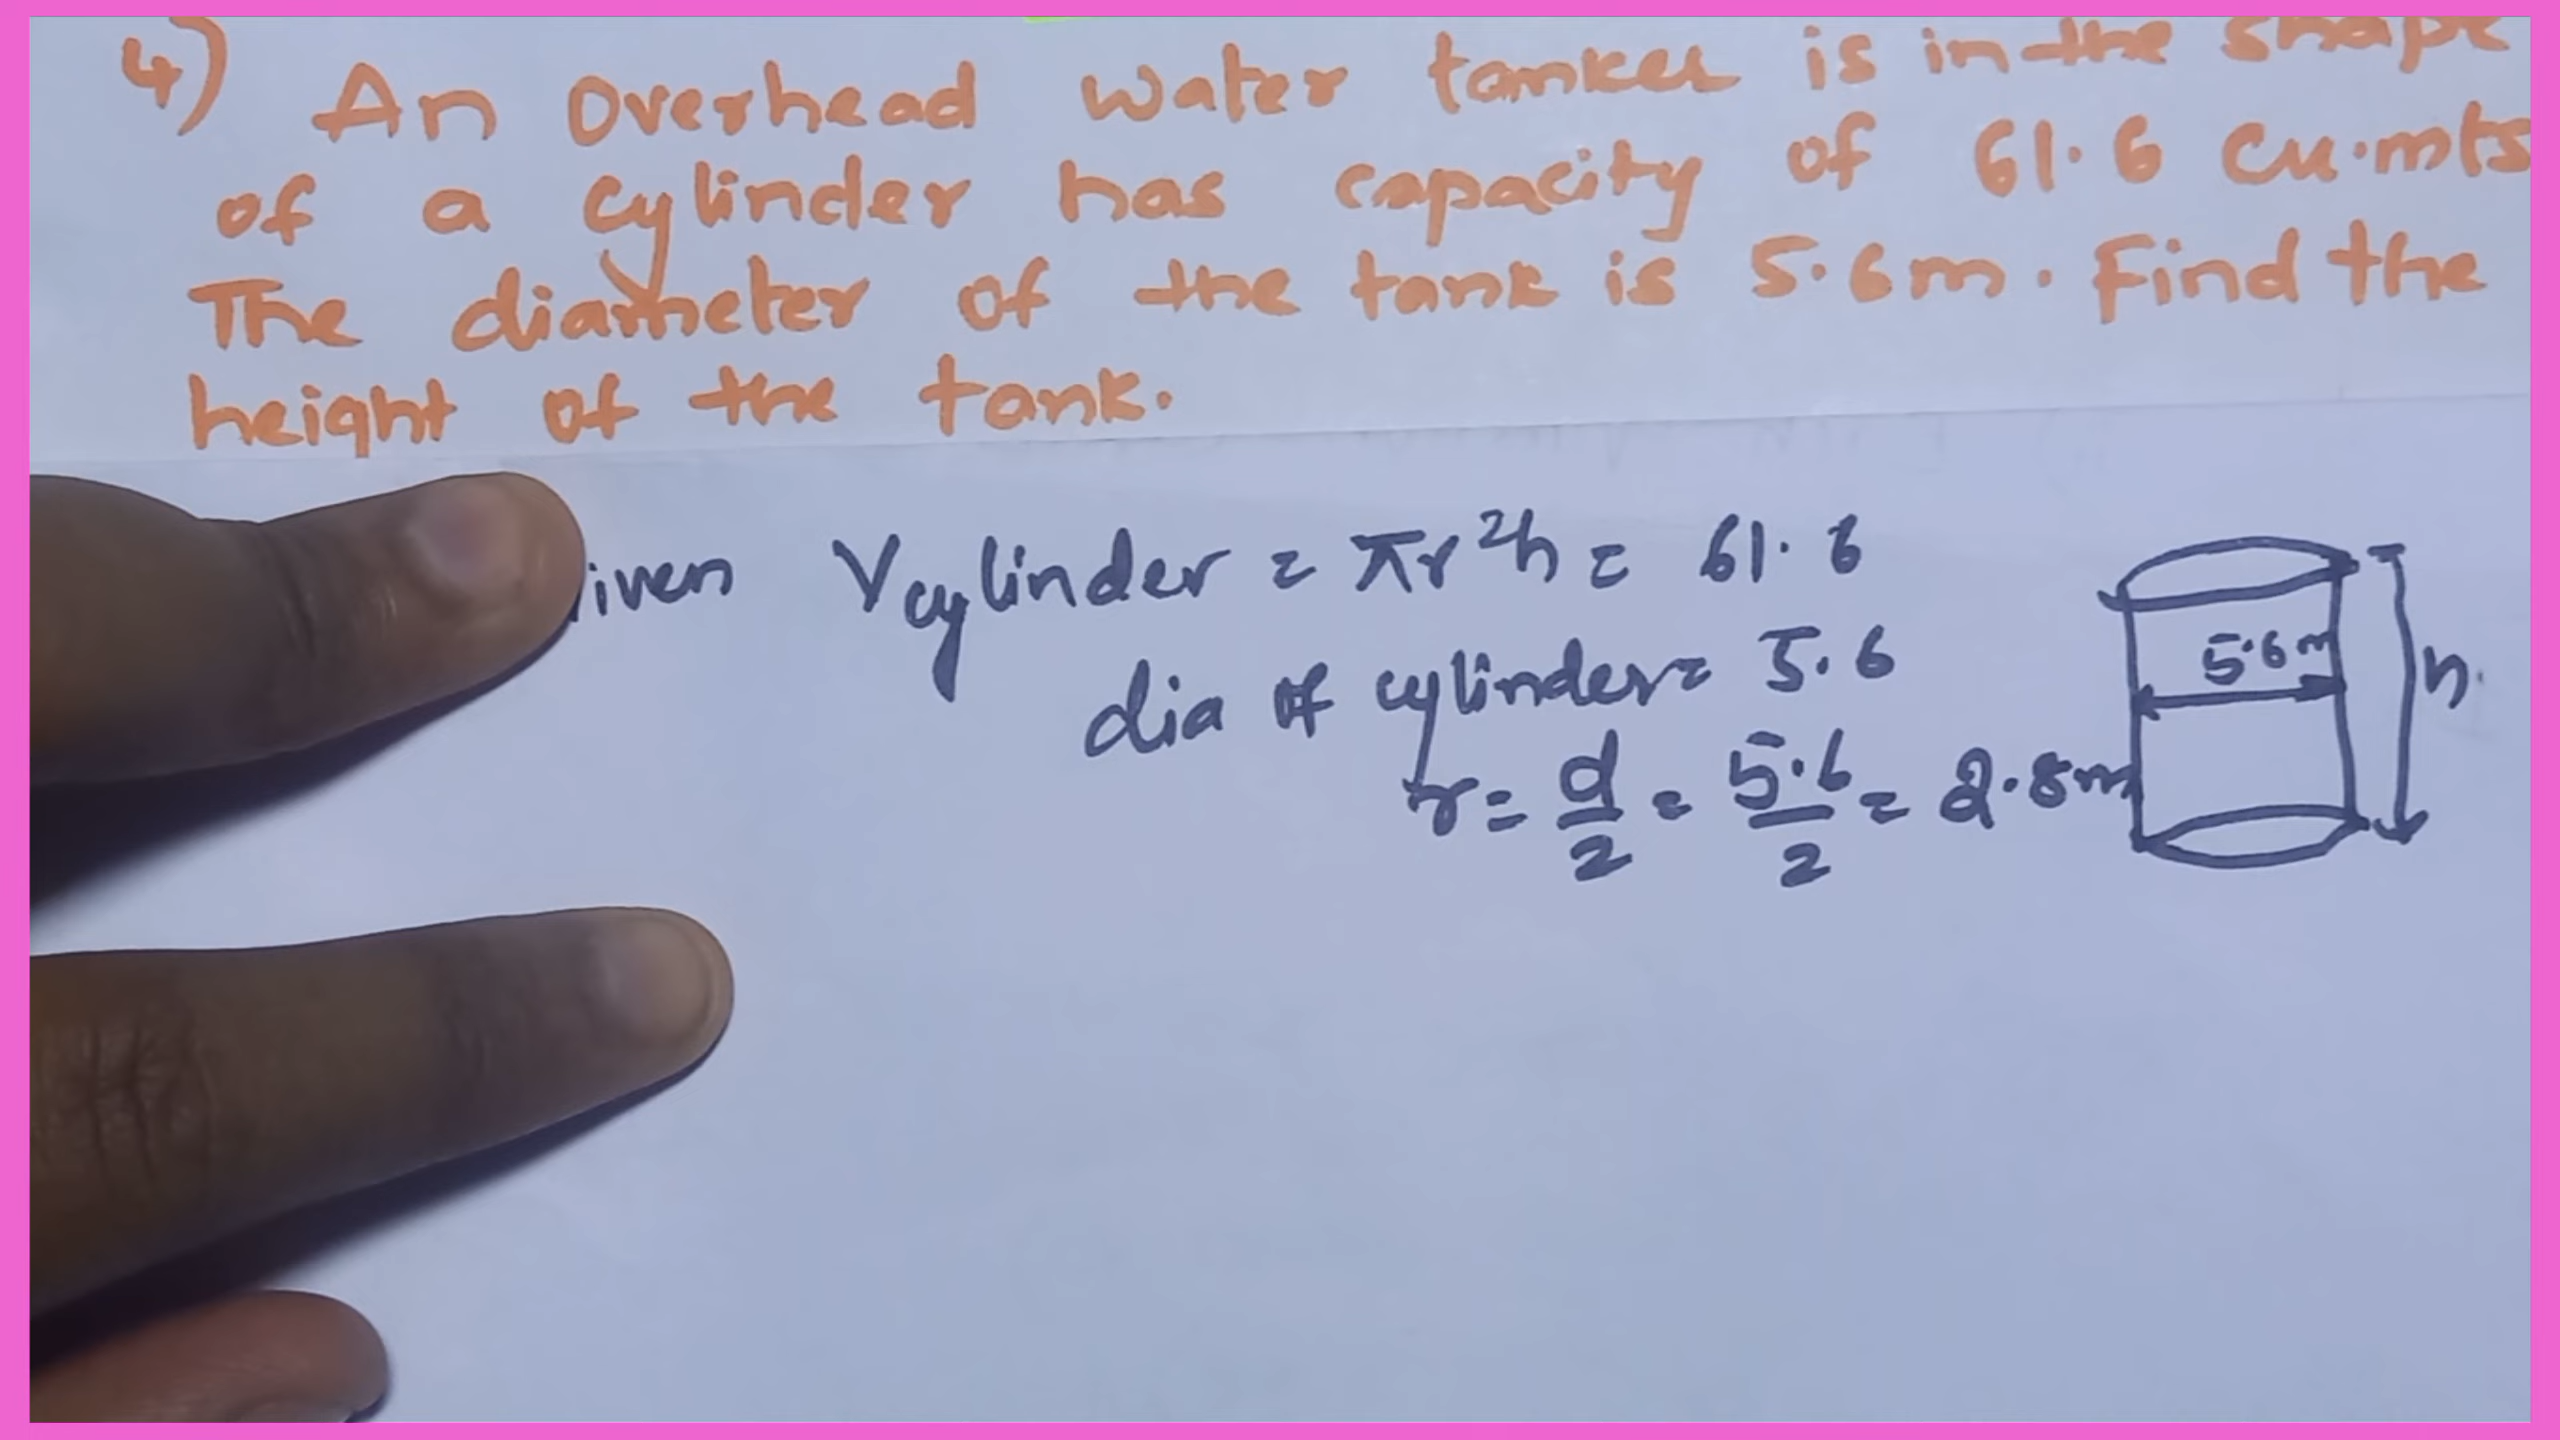 4) An overhead water tanker is in the shape
of a cylinder has capacity of 61.6 cu.mts
The diameter of the tank is 5.6m. Find the
height of the tank.
iven Vcylinder = πr²h = 61.6
dia of cylinder = 5.6
r = d/2 = 5.6/2 = 2.8m
5.6m
h.